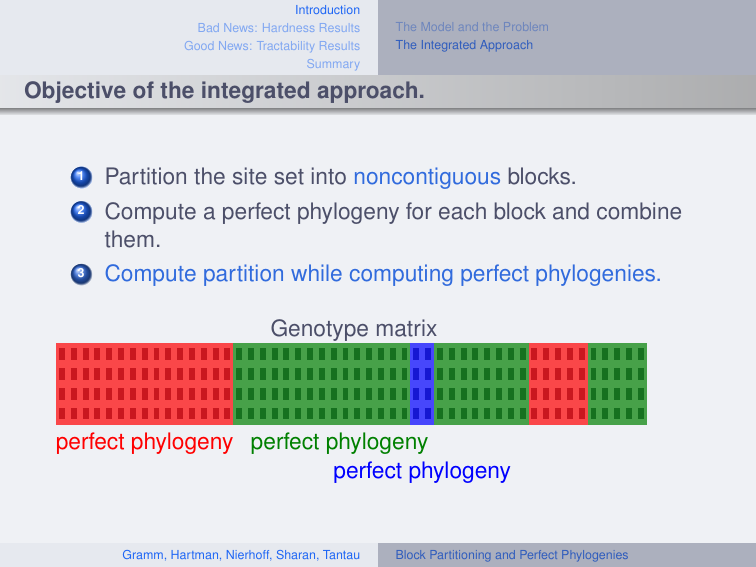 Introduction
Bad News: Hardness Results
Good News: Tractability Results
Summary
The Model and the Problem
The Integrated Approach
Objective of the integrated approach.
1 Partition the site set into noncontiguous blocks.
2 Compute a perfect phylogeny for each block and combine
them.
3 Compute partition while computing perfect phylogenies.
Genotype matrix
perfect phylogeny perfect phylogeny
perfect phylogeny
Gramm, Hartman, Nierhoff, Sharan, Tantau
Block Partitioning and Perfect Phylogenies